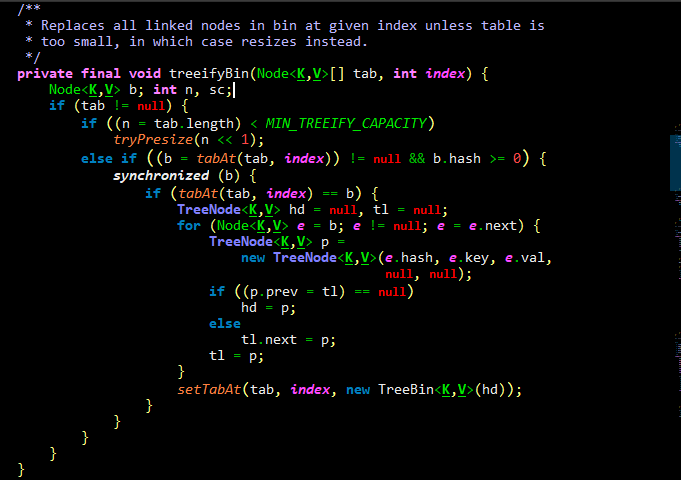 /**
 * Replaces all linked nodes in bin at given index unless table is
 * too small, in which case resizes instead.
 */
private final void treeifyBin(Node<K,V>[] tab, int index) {
    Node<K,V> b; int n, sc;
    if (tab != null) {
        if ((n = tab.length) < MIN_TREEIFY_CAPACITY)
            tryPresize(n << 1);
        else if ((b = tabAt(tab, index)) != null && b.hash >= 0) {
            synchronized (b) {
                if (tabAt(tab, index) == b) {
                    TreeNode<K,V> hd = null, tl = null;
                    for (Node<K,V> e = b; e != null; e = e.next) {
                        TreeNode<K,V> p =
                            new TreeNode<K,V>(e.hash, e.key, e.val,
                                              null, null);
                        if ((p.prev = tl) == null)
                            hd = p;
                        else
                            tl.next = p;
                        tl = p;
                    }
                    setTabAt(tab, index, new TreeBin<K,V>(hd));
                }
            }
        }
    }
}